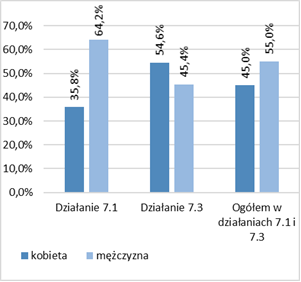 70,0%
60,0%
50,0%
40,0%
30,0%
20,0%
10,0%
0,0%
35,8%
64,2%
54,6%
45,4%
45,0%
55,0%
Działanie 7.1
Działanie 7.3
Ogółem w
działaniach 7.1 i
7.3
kobieta
mężczyzna